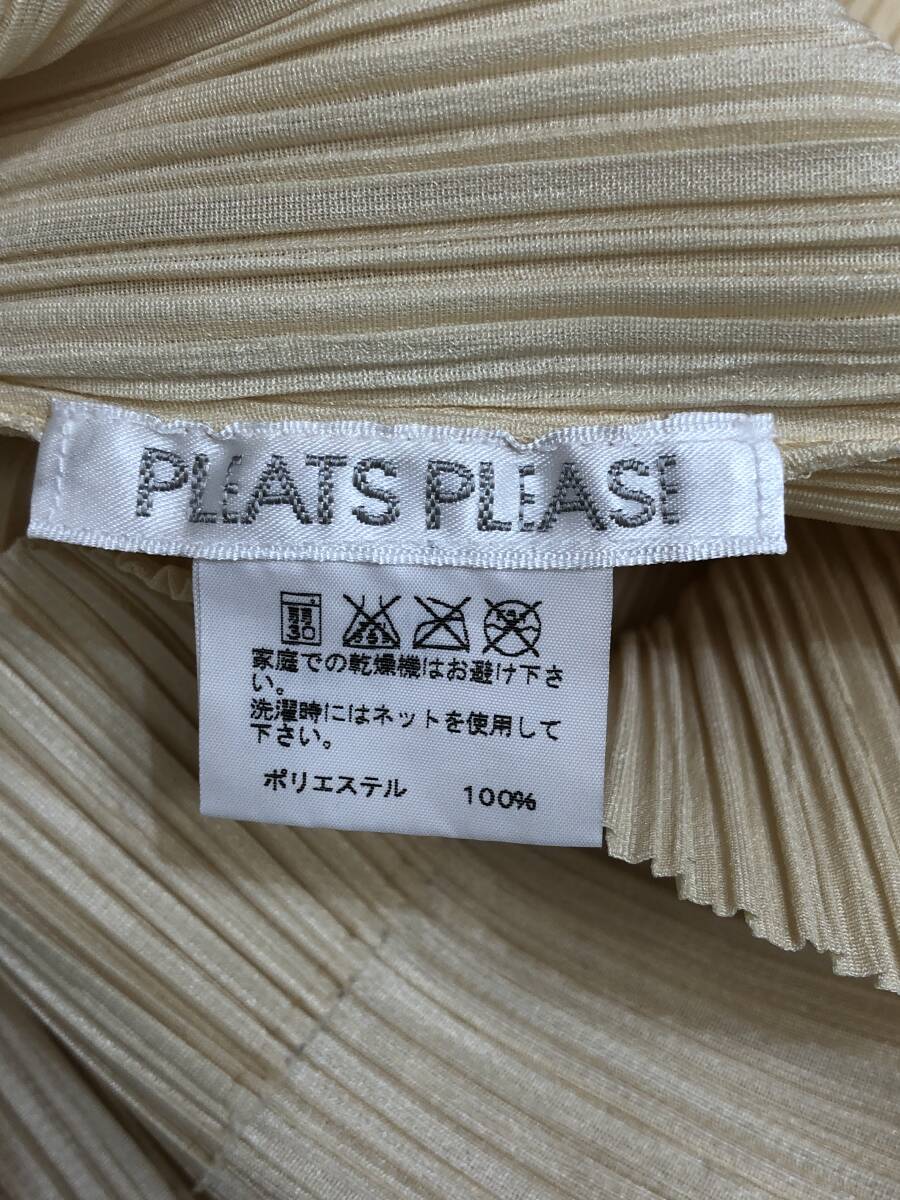 PLEATS PLEASE
弱
30
家庭での乾燥機はお避け下さ
い。
洗濯時にはネットを使用して
下さい。
ポリエステル 100%